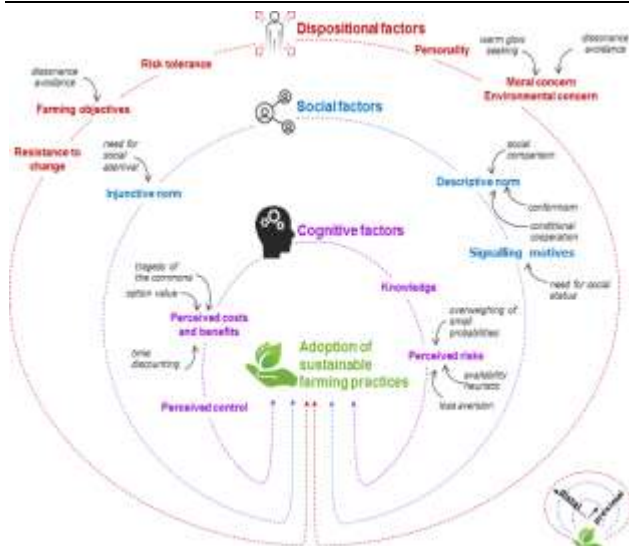 Dispositional factors
Risk tolerance
Personality
warm glow
seeking
dissonance
avoidance
dissonance
avoidance
Farming objectives
Moral concern
Environmental concern
Resistance to
change
Social factors
need for
social
approval
Injunctive norm
social
comparison
Descriptive norm
conformism
conditional
cooperation
Signalling motives
need for social
status
Cognitive factors
tragedy of
the commons
option value
Perceived costs
and benefits
time
discounting
Perceived control
Knowledge
overweighing of
small
probabilities
Perceived risks
availability
heuristic
loss aversion
Adoption of
sustainable
farming practices
distal
proximal